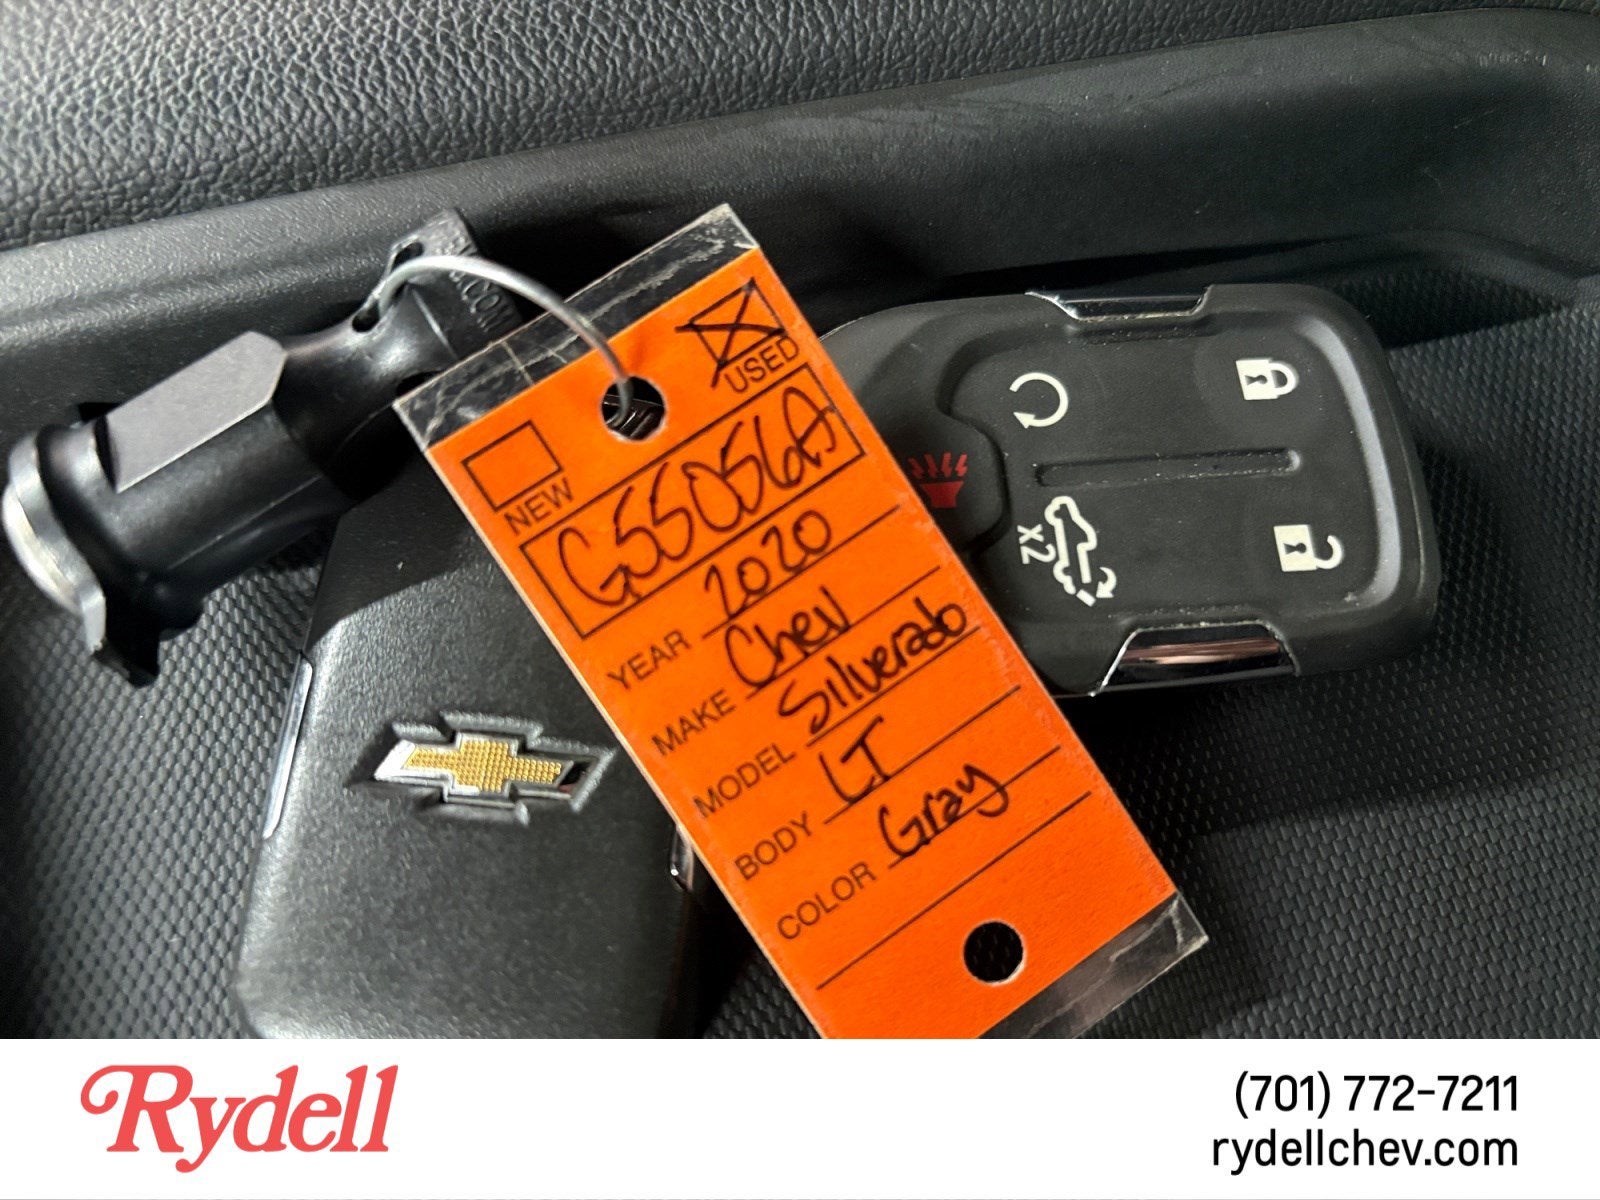 USED
NEW
G55056A
YEAR 2020
MAKE Chev
MODEL Silverado
BODY LT
COLOR Gray
X2
Rydell
(701) 772-7211
rydellchev.com